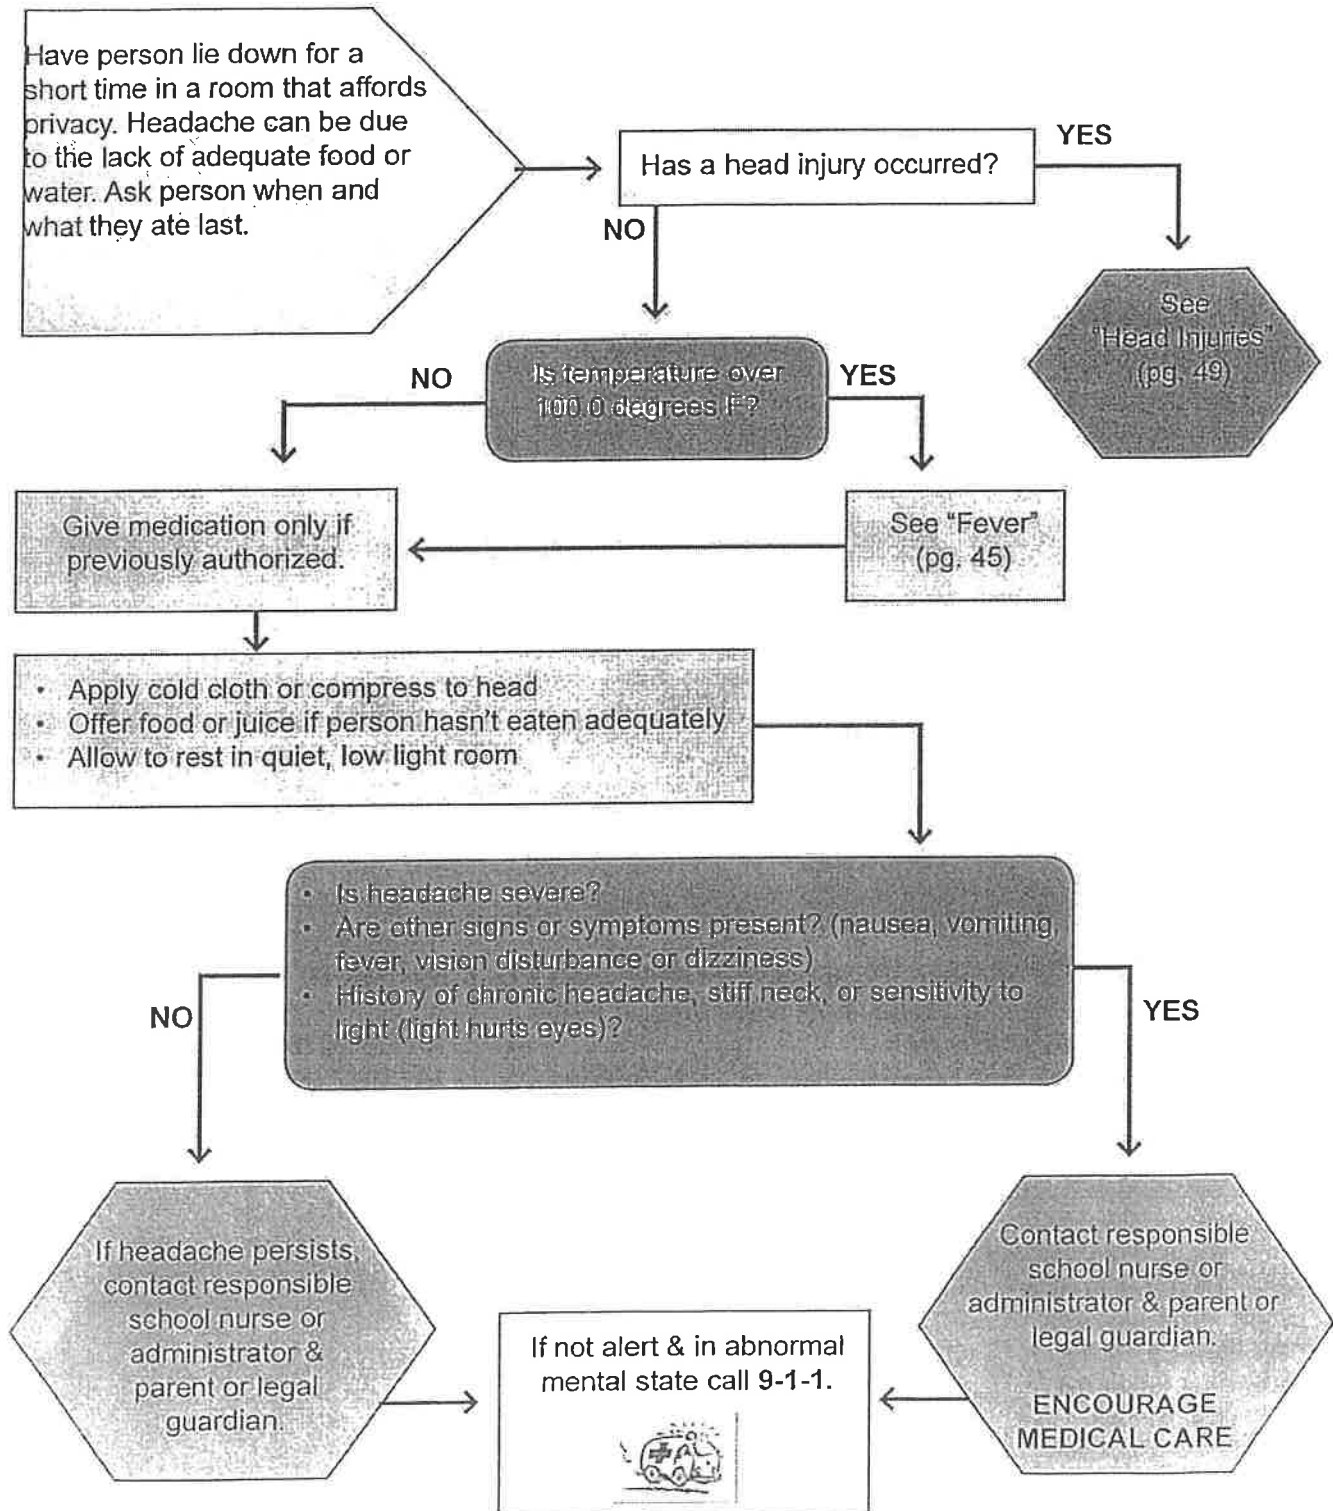 Have person lie down for a
short time in a room that affords
privacy. Headache can be due
to the lack of adequate food or
water. Ask person when and
what they ate last.
Has a head injury occurred?
YES
NO
See
"Head Injuries"
(pg. 49)
Is temperature over
100.0 degrees F?
NO
YES
Give medication only if
previously authorized.
See "Fever"
(pg. 45)
• Apply cold cloth or compress to head
• Offer food or juice if person hasn't eaten adequately
• Allow to rest in quiet, low light room
• Is headache severe?
• Are other signs or symptoms present? (nausea, vomiting,
fever, vision disturbance or dizziness)
• History of chronic headache, stiff neck, or sensitivity to
light (light hurts eyes)?
NO
YES
If headache persists,
contact responsible
school nurse or
administrator &
parent or legal
guardian.
If not alert & in abnormal
mental state call 9-1-1.
Contact responsible
school nurse or
administrator & parent or
legal guardian.
ENCOURAGE
MEDICAL CARE